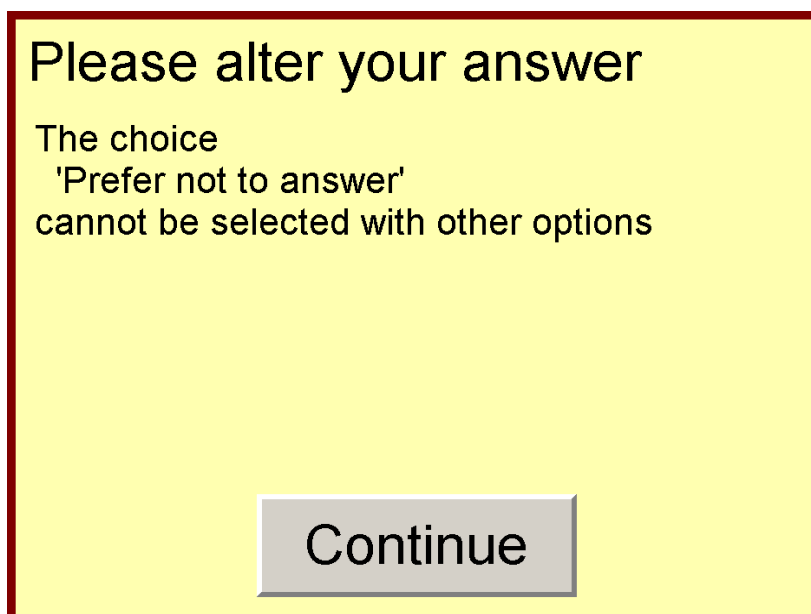 Please alter your answer
The choice
'Prefer not to answer'
cannot be selected with other options
Continue